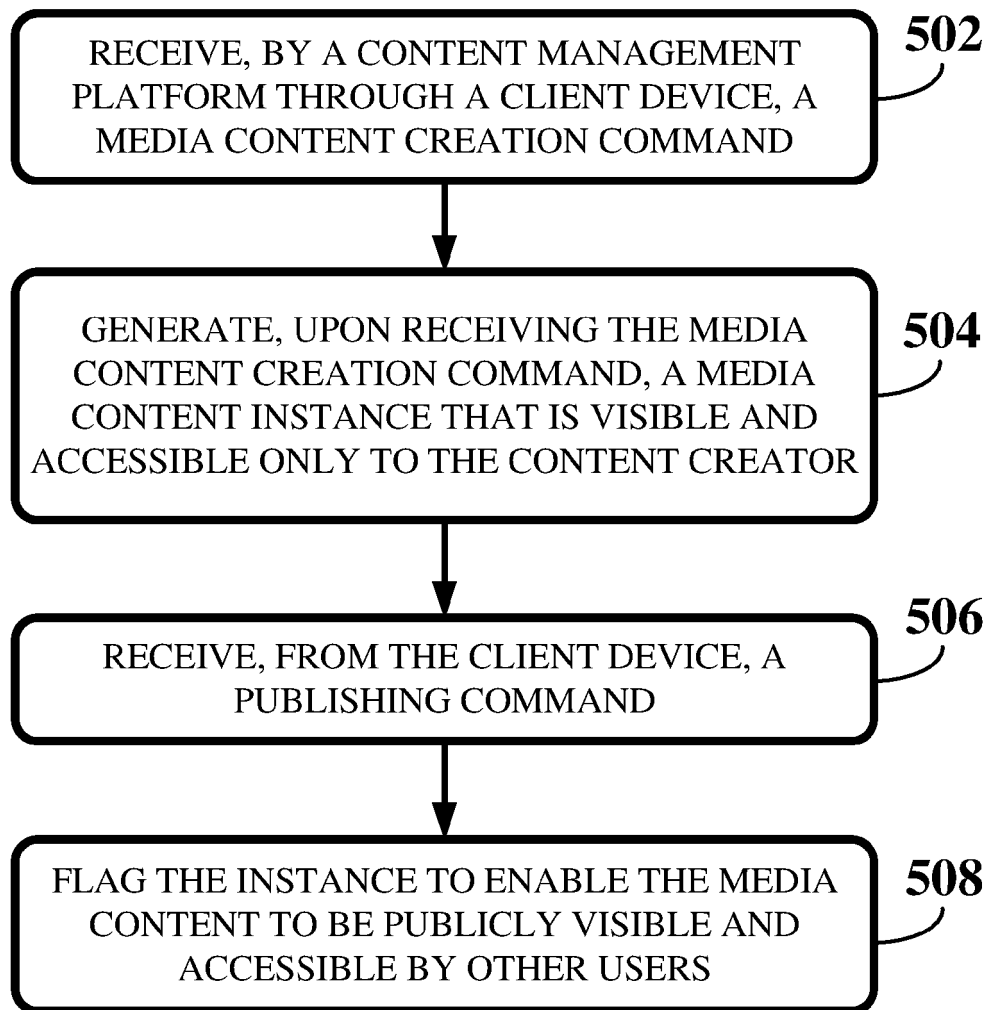 502
RECEIVE, BY A CONTENT MANAGEMENT
PLATFORM THROUGH A CLIENT DEVICE, A
MEDIA CONTENT CREATION COMMAND
504
GENERATE, UPON RECEIVING THE MEDIA
CONTENT CREATION COMMAND, A MEDIA
CONTENT INSTANCE THAT IS VISIBLE AND
ACCESSIBLE ONLY TO THE CONTENT CREATOR
506
RECEIVE, FROM THE CLIENT DEVICE, A
PUBLISHING COMMAND
508
FLAG THE INSTANCE TO ENABLE THE MEDIA
CONTENT TO BE PUBLICLY VISIBLE AND
ACCESSIBLE BY OTHER USERS